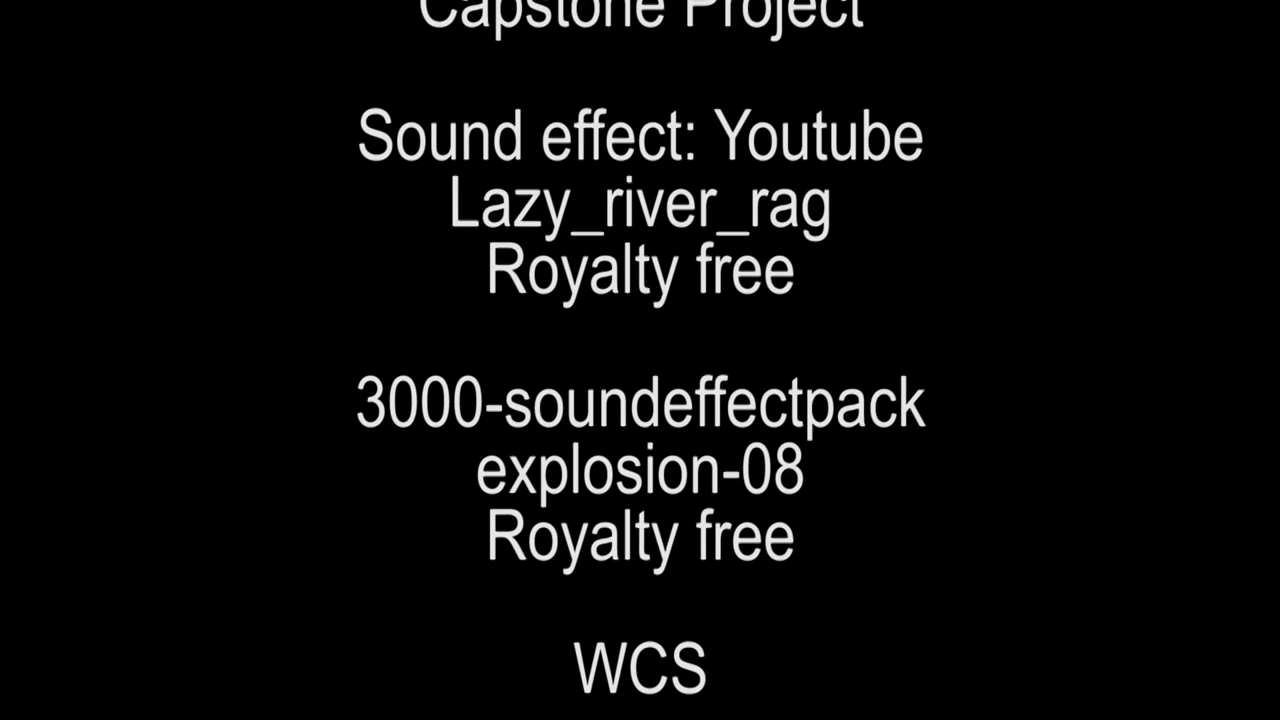 Capstone Project
Sound effect: Youtube
Lazy_river_rag
Royalty free
3000-soundeffectpack
explosion-08
Royalty free
WCS